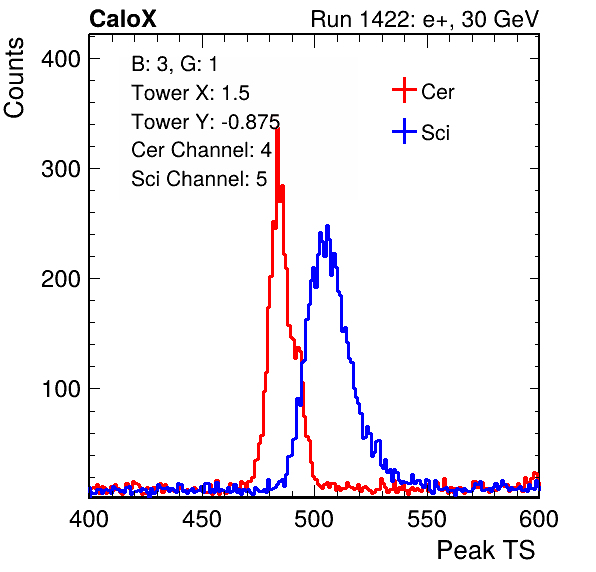 CaloX
Run 1422: e+, 30 GeV
Counts
B: 3, G: 1
Tower X: 1.5
Tower Y: -0.875
Cer Channel: 4
Sci Channel: 5
Cer
Sci
400
300
200
100
400 450 500 550 600
Peak TS